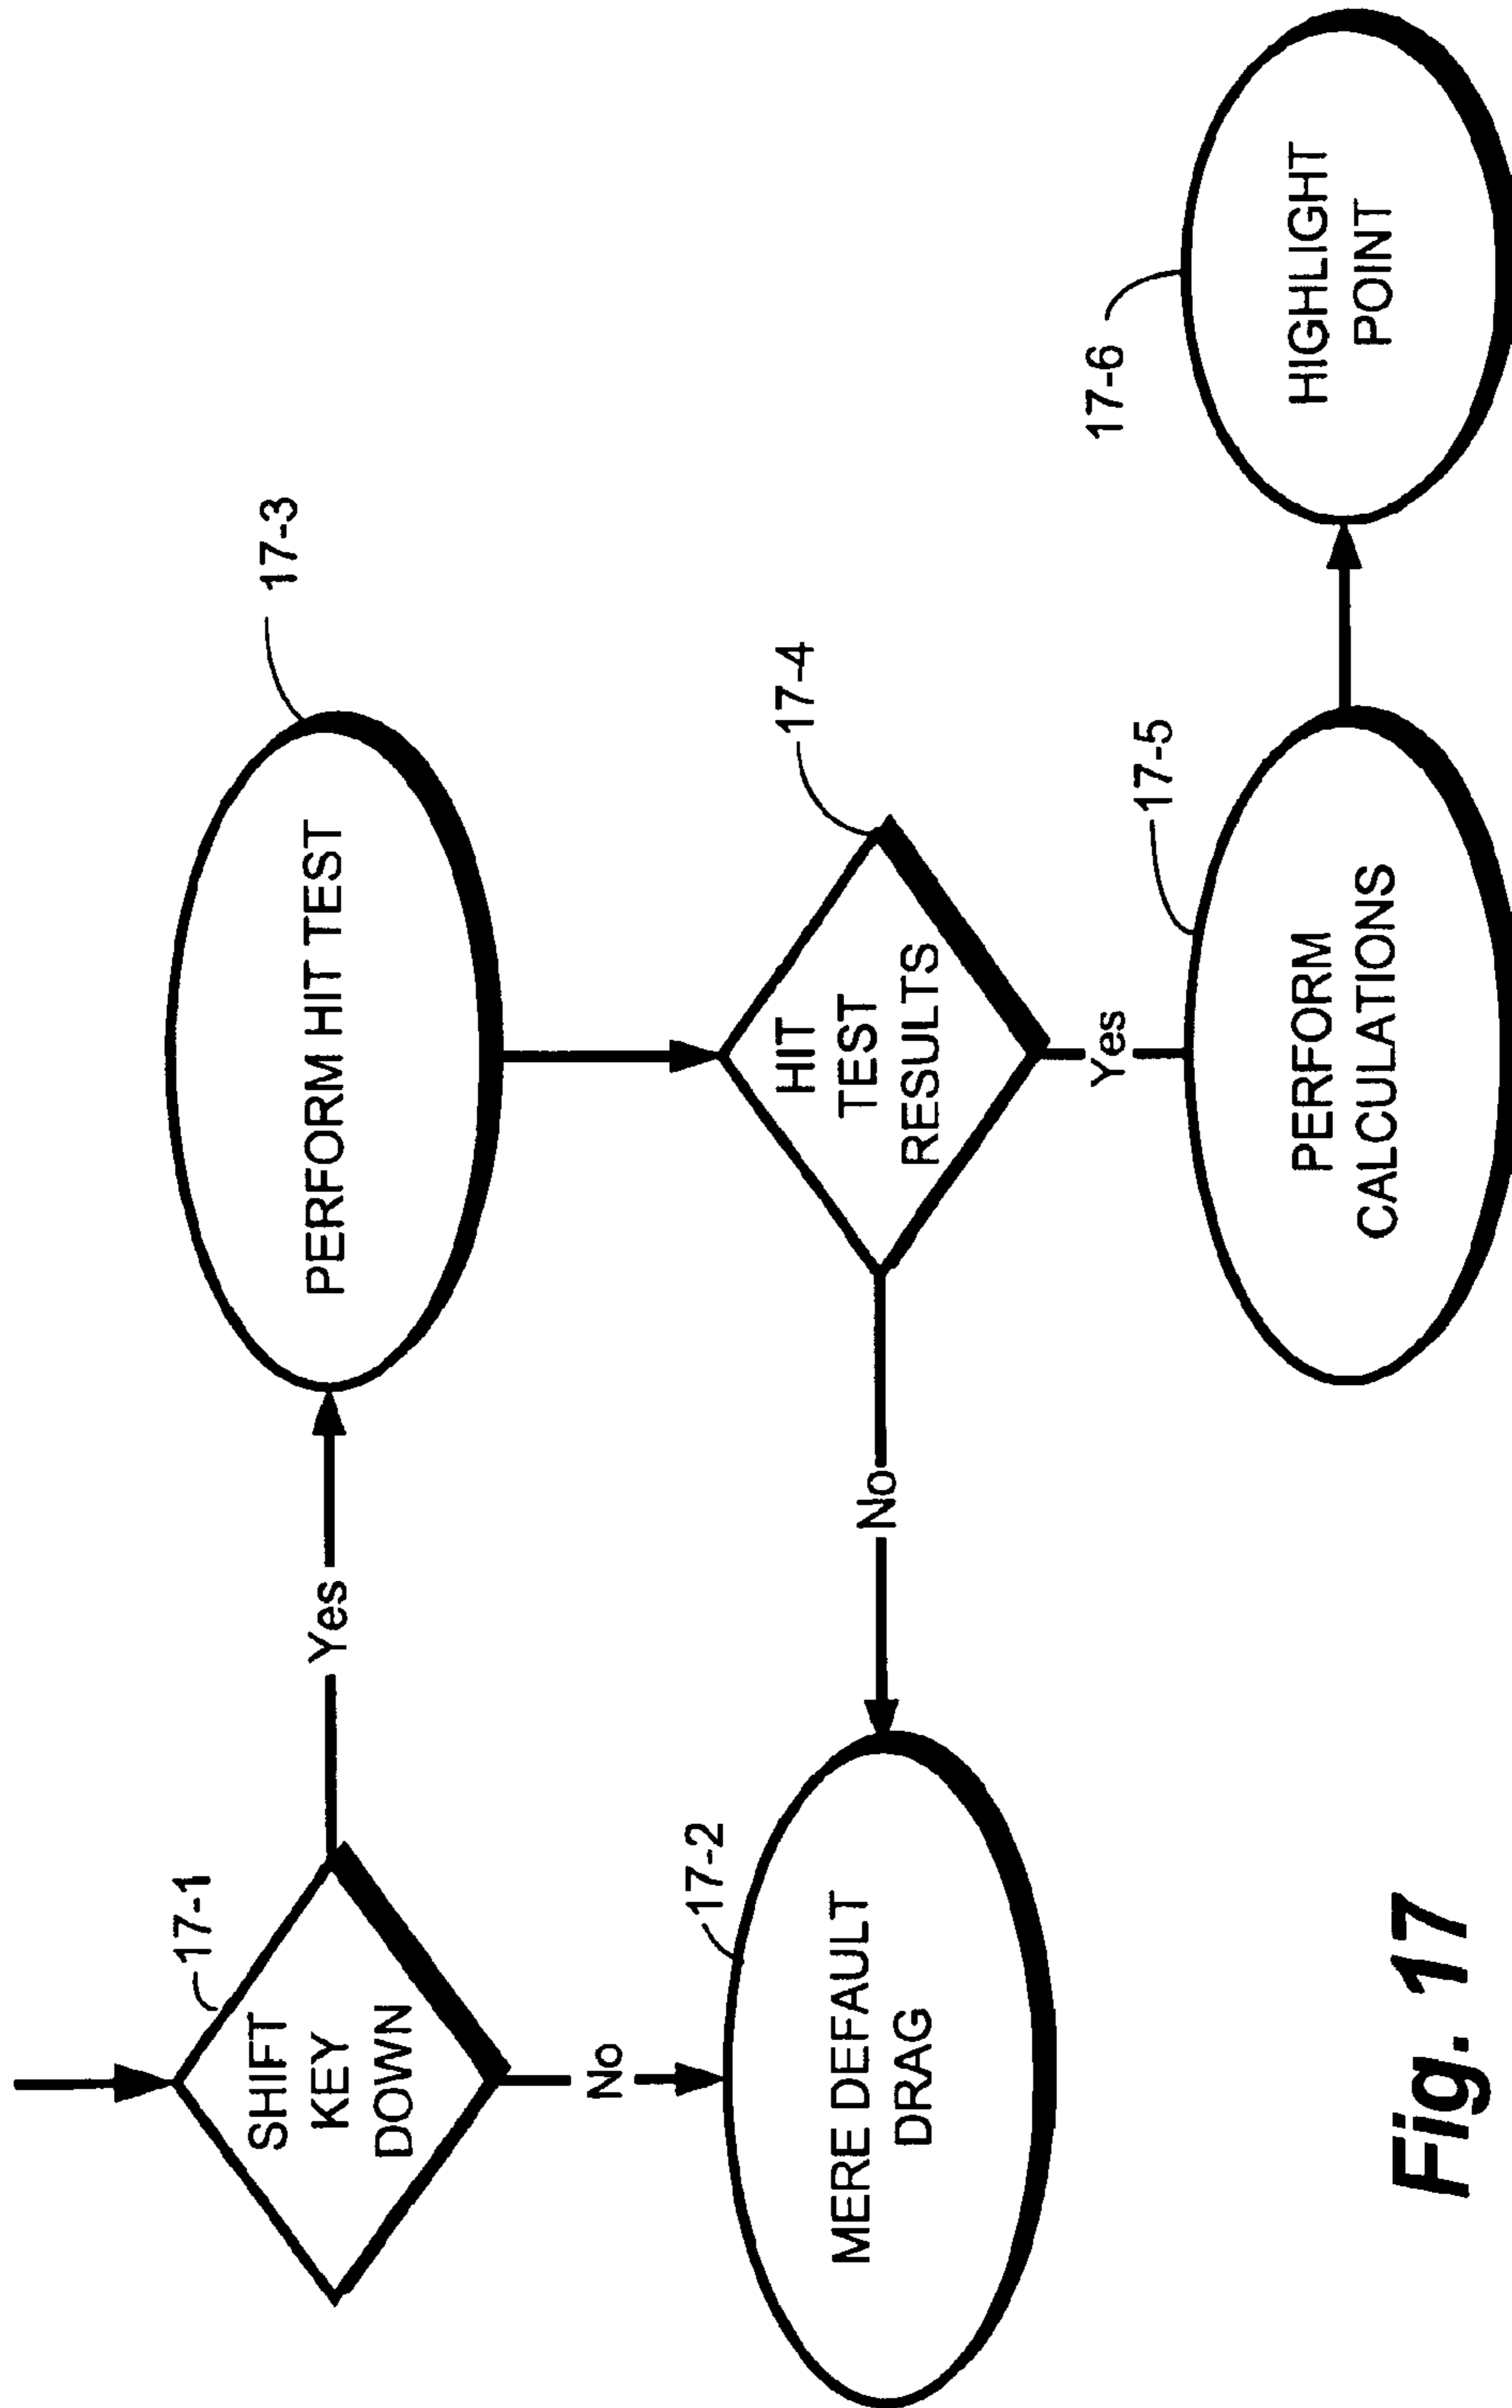 17-1
SHIFT
KEY
DOWN
Yes
17-3
PERFORM HIT TEST
No
17-2
MERE DEFAULT
DRAG
No
17-4
HIT
TEST
RESULTS
Yes
17-5
PERFORM
CALCULATIONS
17-6
HIGHLIGHT
POINT
Fig. 17